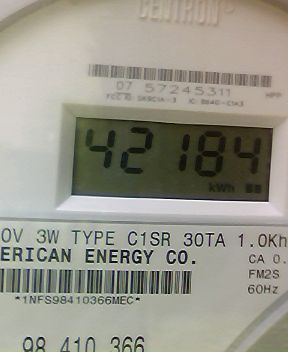 CENTRON®
07 57245311 HPP
42184
kWh
0V 3W TYPE C1SR 30TA 1.0Kh
ERICAN ENERGY CO. CA 0.
FM2S
*1NFS98410366MEC* 60Hz
98 410 366